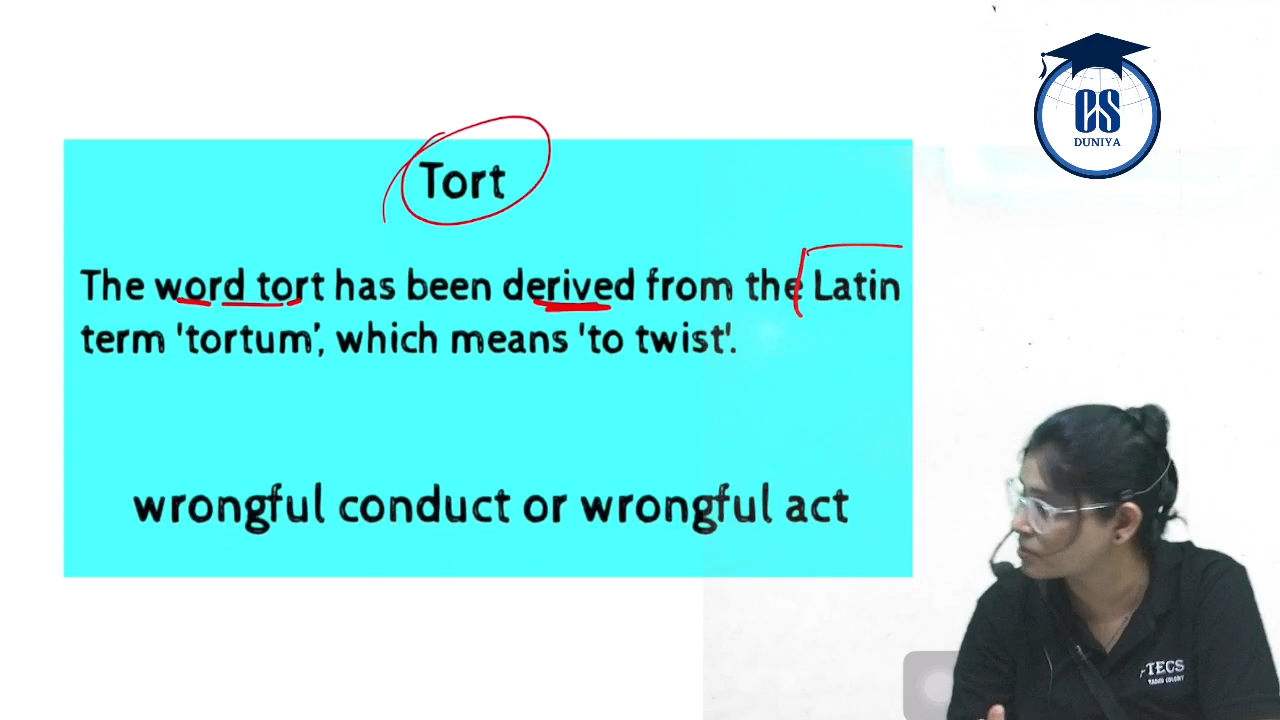 CS
DUNIYA
Tort
The word tort has been derived from the Latin
term 'tortum', which means 'to twist'.
wrongful conduct or wrongful act
TECS